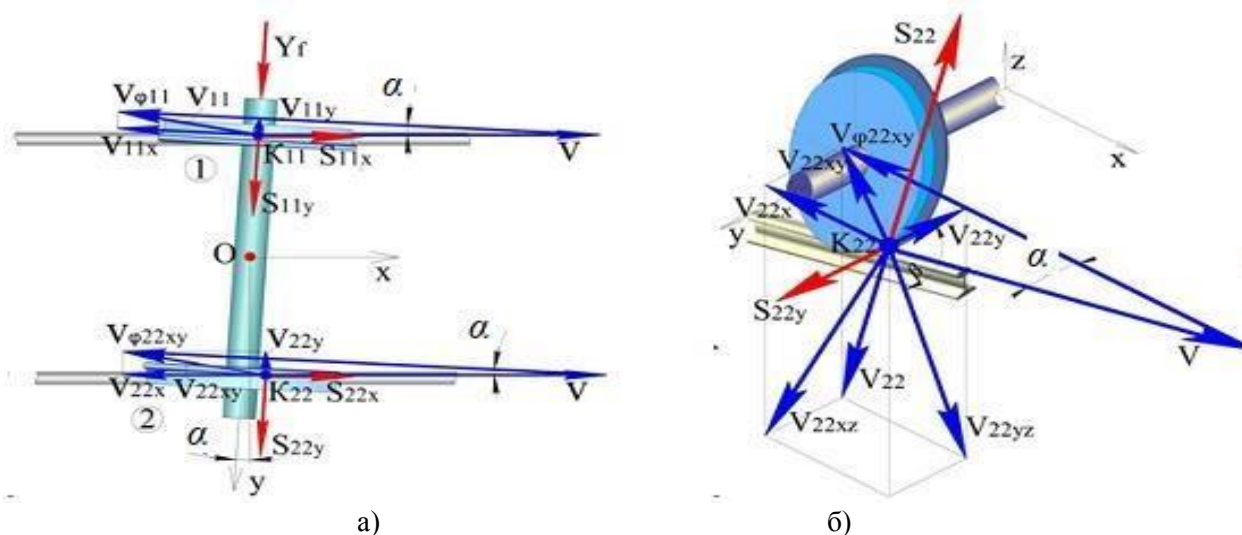 Yf
α
Vφ11
V11
V11y
V
V11x
K11
S11x
1
S11y
O
x
Vφ22xy
V22y
α
V22x
V22xy
K22
S22x
V
2
α
S22y
y
а)
S22
z
x
Vφ22xy
V22xy
V22x
y
K22
V22y
α
S22y
V
V22
V22xz
V22yz
б)